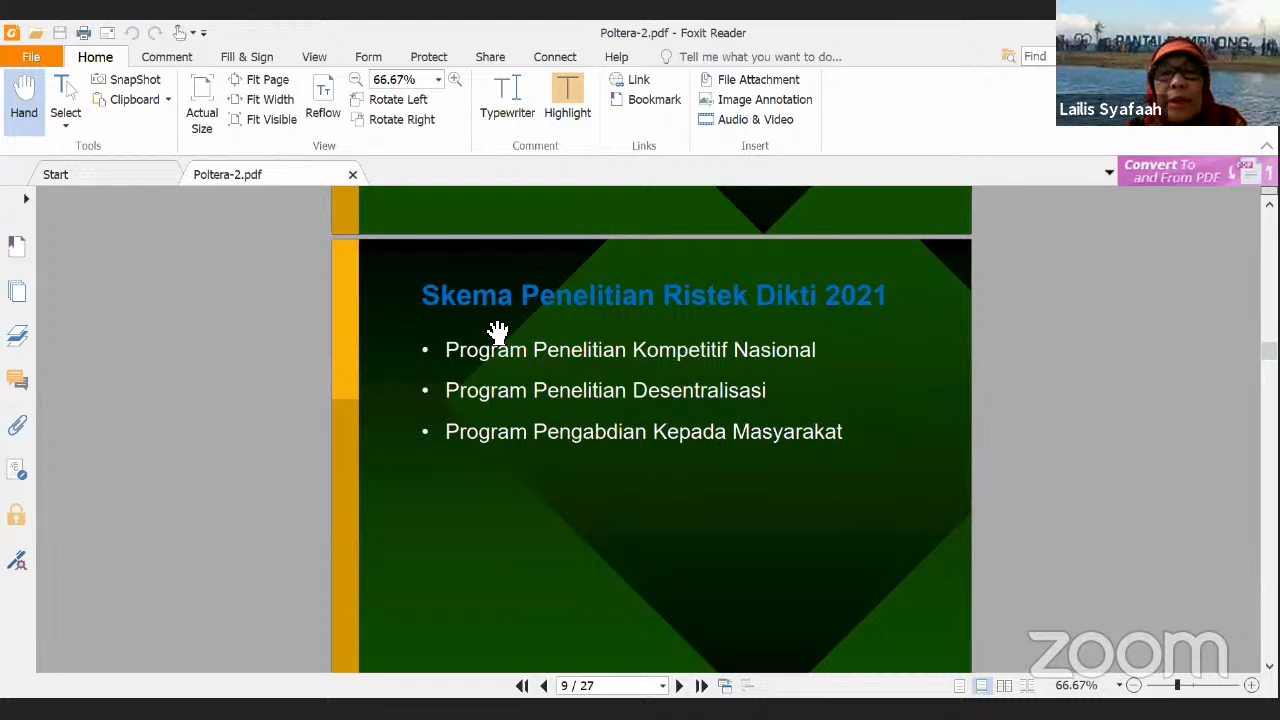 Poltera-2.pdf - Foxit Reader
File Home Comment Fill & Sign View Form Protect Share Connect Help Tell me what you want to do... Find
Hand
Select
SnapShot
Clipboard
Tools
Actual Size
Fit Page
Fit Width
Fit Visible
Reflow
66.67%
Rotate Left
Rotate Right
View
Typewriter
Highlight
Comment
Link
Bookmark
Links
File Attachment
Image Annotation
Audio & Video
Insert
Lailis Syafaah
Start
Poltera-2.pdf
Convert To
and From PDF
Skema Penelitian Ristek Dikti 2021
• Program Penelitian Kompetitif Nasional
• Program Penelitian Desentralisasi
• Program Pengabdian Kepada Masyarakat
zoom
9 / 27
66.67%